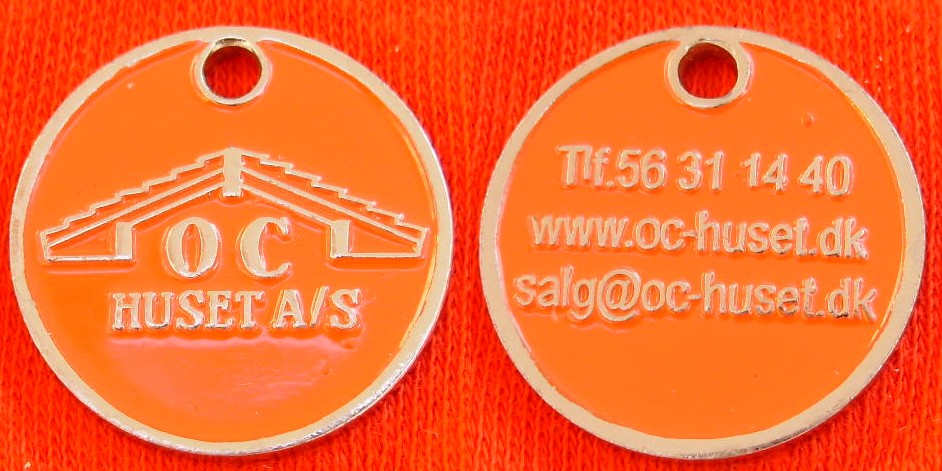 OC
HUSET A/S
Tlf.56 31 14 40
www.oc-huset.dk
salg@oc-huset.dk